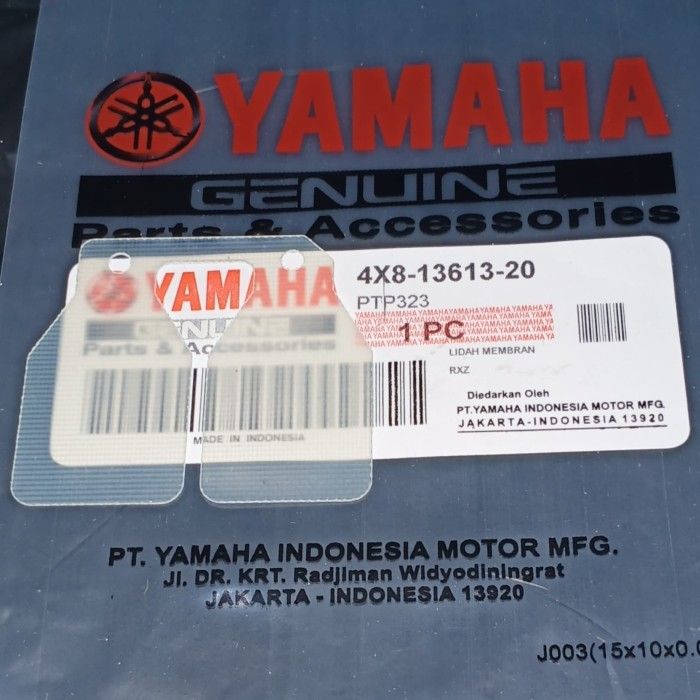 YAMAHA
GENUINE
Parts & Accessories
YAMAHA
GENUINE
Parts & Accessories
MADE IN INDONESIA
4X8-13613-20
PTP323
1 PC
LIDAH MEMBRAN
RXZ
Diedarkan Oleh
PT.YAMAHA INDONESIA MOTOR MFG.
JAKARTA-INDONESIA 13920
PT. YAMAHA INDONESIA MOTOR MFG.
Jl. DR. KRT. Radjiman Widyodiningrat
JAKARTA - INDONESIA 13920
J003(15x10x0.0